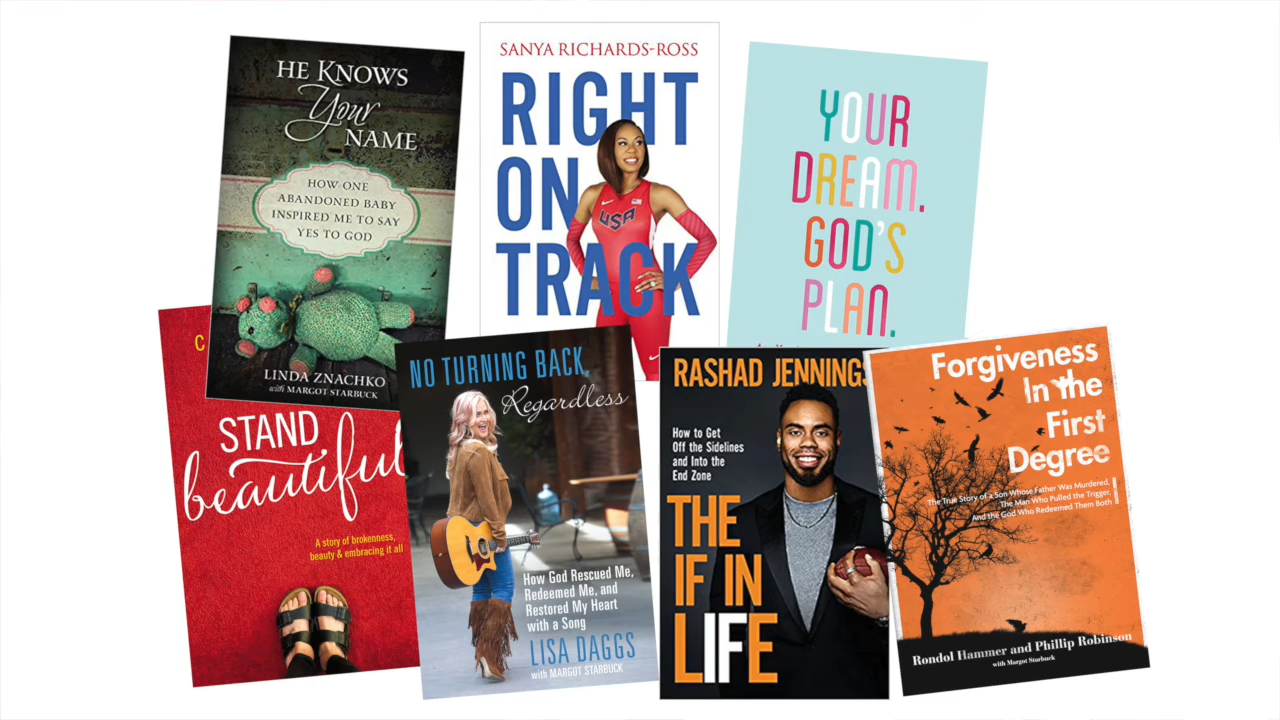 HE KNOWS
Your
NAME
HOW ONE
ABANDONED BABY
INSPIRED ME TO SAY
YES TO GOD
LINDA ZNACHKO
with MARGOT STARBUCK
SANYA RICHARDS-ROSS
RIGHT
ON
TRACK
USA
YOUR
DREAM.
GOD'S
PLAN.
C
STAND
beautiful
A story of brokenness,
beauty & embracing it all
NO TURNING BACK,
Regardless
How God Rescued Me,
Redeemed Me, and
Restored My Heart
with a Song
LISA DAGGS
with MARGOT STARBUCK
RASHAD JENNINGS
How to Get
Off the Sidelines
and Into the
End Zone
THE
IF IN
LIFE
Forgiveness
In the
First
Degree
The True Story of a Son Whose Father Was Murdered,
The Man Who Pulled the Trigger,
And the God Who Redeemed Them Both
Rondol Hammer and Phillip Robinson
with Margot Starbuck